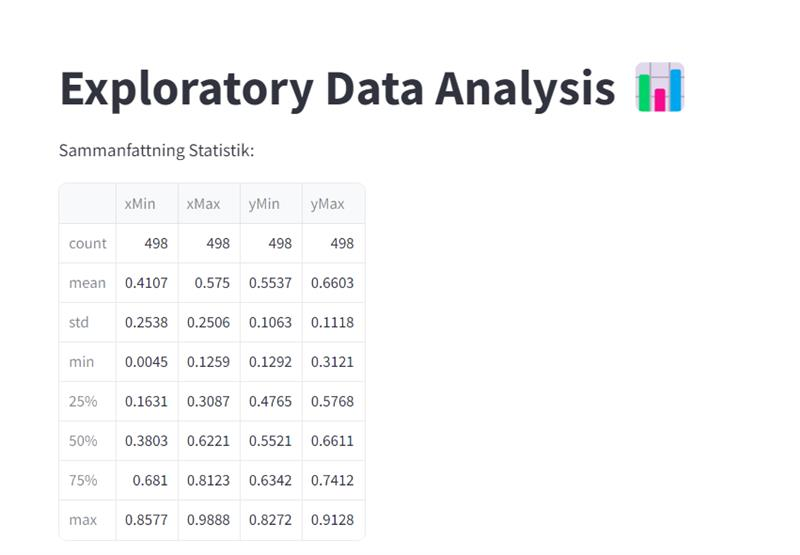 Exploratory Data Analysis
Sammanfattning Statistik:
xMin xMax yMin yMax
count 498 498 498 498
mean 0.4107 0.575 0.5537 0.6603
std 0.2538 0.2506 0.1063 0.1118
min 0.0045 0.1259 0.1292 0.3121
25% 0.1631 0.3087 0.4765 0.5768
50% 0.3803 0.6221 0.5521 0.6611
75% 0.681 0.8123 0.6342 0.7412
max 0.8577 0.9888 0.8272 0.9128